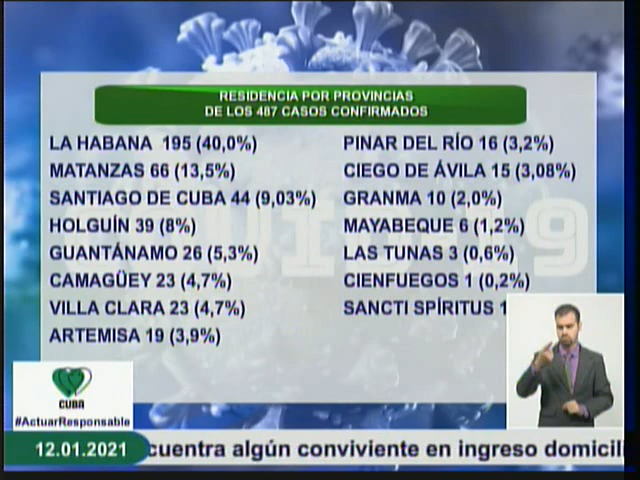 RESIDENCIA POR PROVINCIAS
DE LOS 487 CASOS CONFIRMADOS
LA HABANA 195 (40,0%)
MATANZAS 66 (13,5%)
SANTIAGO DE CUBA 44 (9,03%)
HOLGUÍN 39 (8%)
GUANTÁNAMO 26 (5,3%)
CAMAGÜEY 23 (4,7%)
VILLA CLARA 23 (4,7%)
ARTEMISA 19 (3,9%)
PINAR DEL RÍO 16 (3,2%)
CIEGO DE ÁVILA 15 (3,08%)
GRANMA 10 (2,0%)
MAYABEQUE 6 (1,2%)
LAS TUNAS 3 (0,6%)
CIENFUEGOS 1 (0,2%)
SANCTI SPÍRITUS 1
CUBA
#ActuarResponsable
12.01.2021 cuentra algún conviviente en ingreso domicili